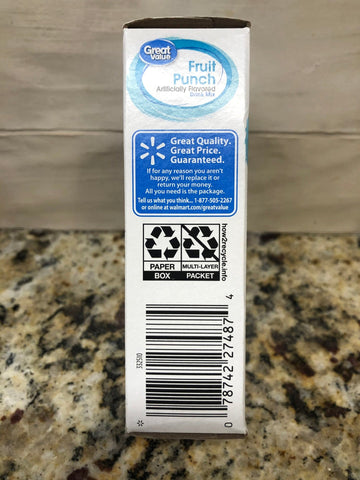 Great
Value
Fruit
Punch
Artificially Flavored
Drink Mix
Great Quality.
Great Price.
Guaranteed.
If for any reason you aren't
happy, we'll replace it or
return your money.
All you need is the package.
Tell us what you think... 1-877-505-2267
or online at walmart.com/greatvalue
PAPER
BOX
MULTI-LAYER
PACKET
how2recycle.info
332510
0 78742 27487 4